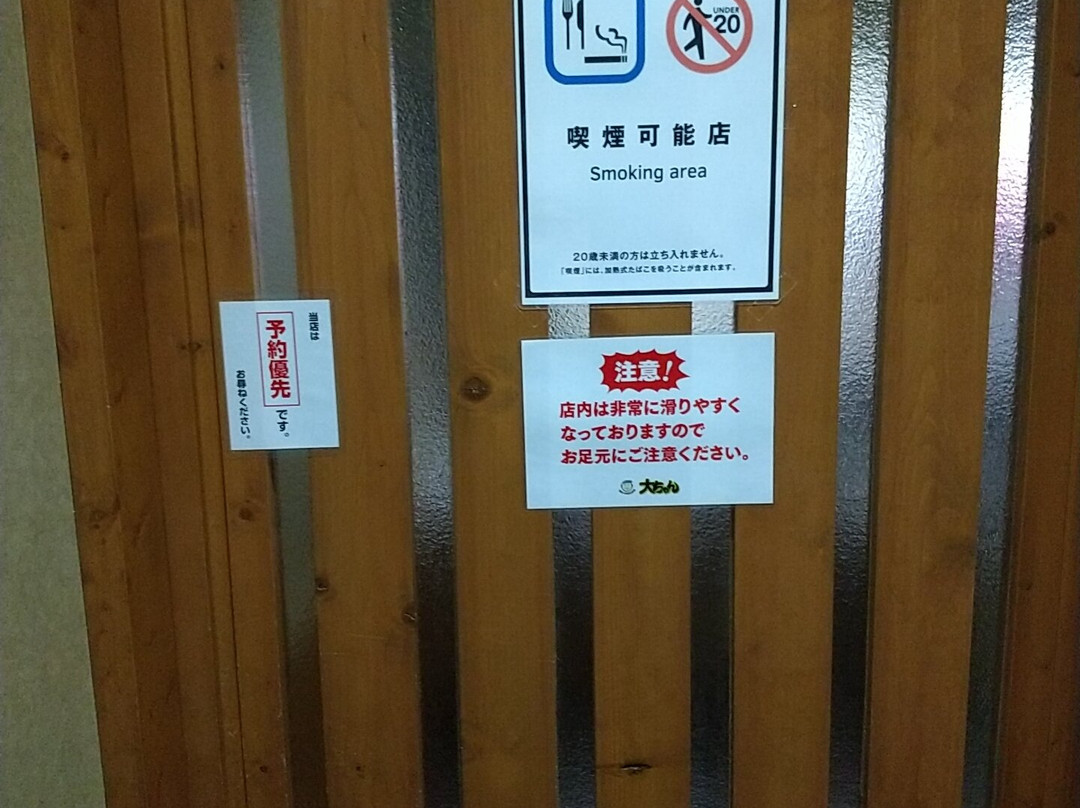 UNDER
20
喫煙可能店
Smoking area
20歳未満の方は立ち入れません。
「喫煙」には、加熱式たばこを吸うことが含まれます。
当店は
予約優先です。
お尋ねください。
注意!
店内は非常に滑りやすく
なっておりますので
お足元にご注意ください。
大ちゃん